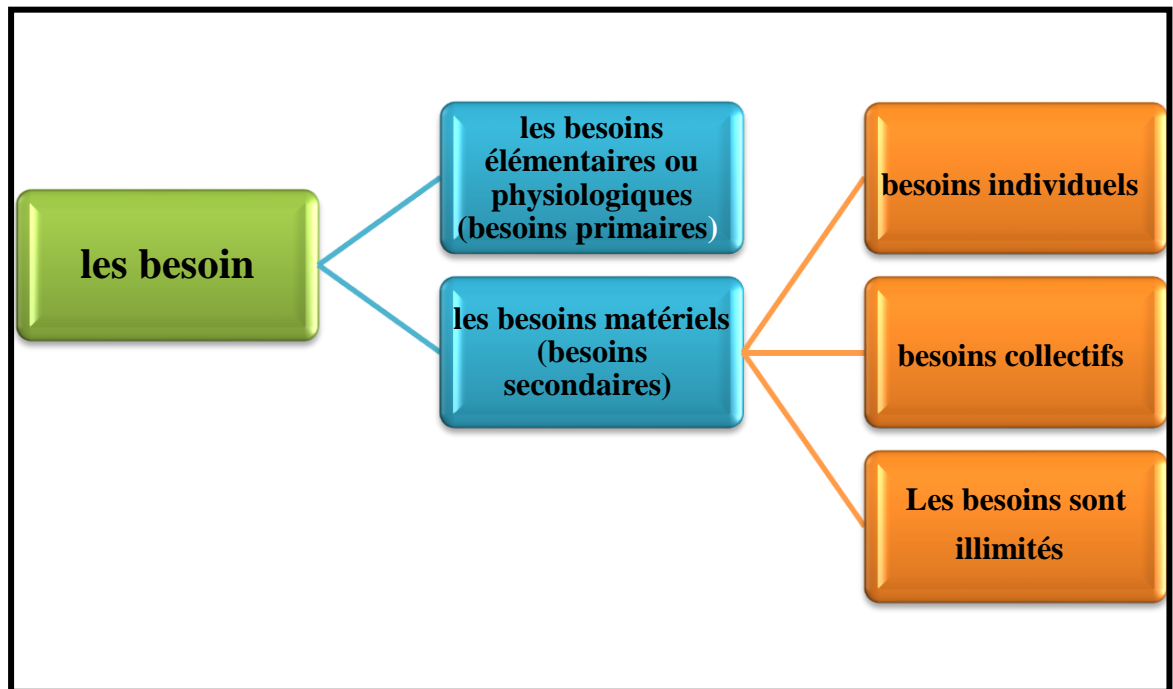 les besoin
les besoins
élémentaires ou
physiologiques
(besoins primaires)
les besoins matériels
(besoins
secondaires)
besoins individuels
besoins collectifs
Les besoins sont
illimités